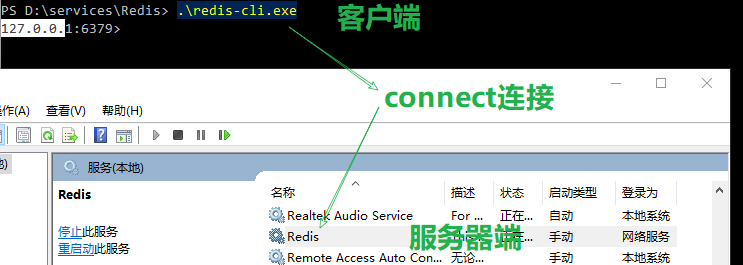 PS D:\services\Redis> .\redis-cli.exe
127.0.0.1:6379>
客户端
connect连接
操作(A) 查看(V) 帮助(H)
服务(本地)
Redis
停止此服务
重启动此服务
名称 描述 状态 启动类型 登录为
Realtek Audio Service For ... 正在... 自动 本地系统
Redis 正在... 手动 网络服务
服务器端
Remote Access Auto Con... 无论... 手动 本地系统